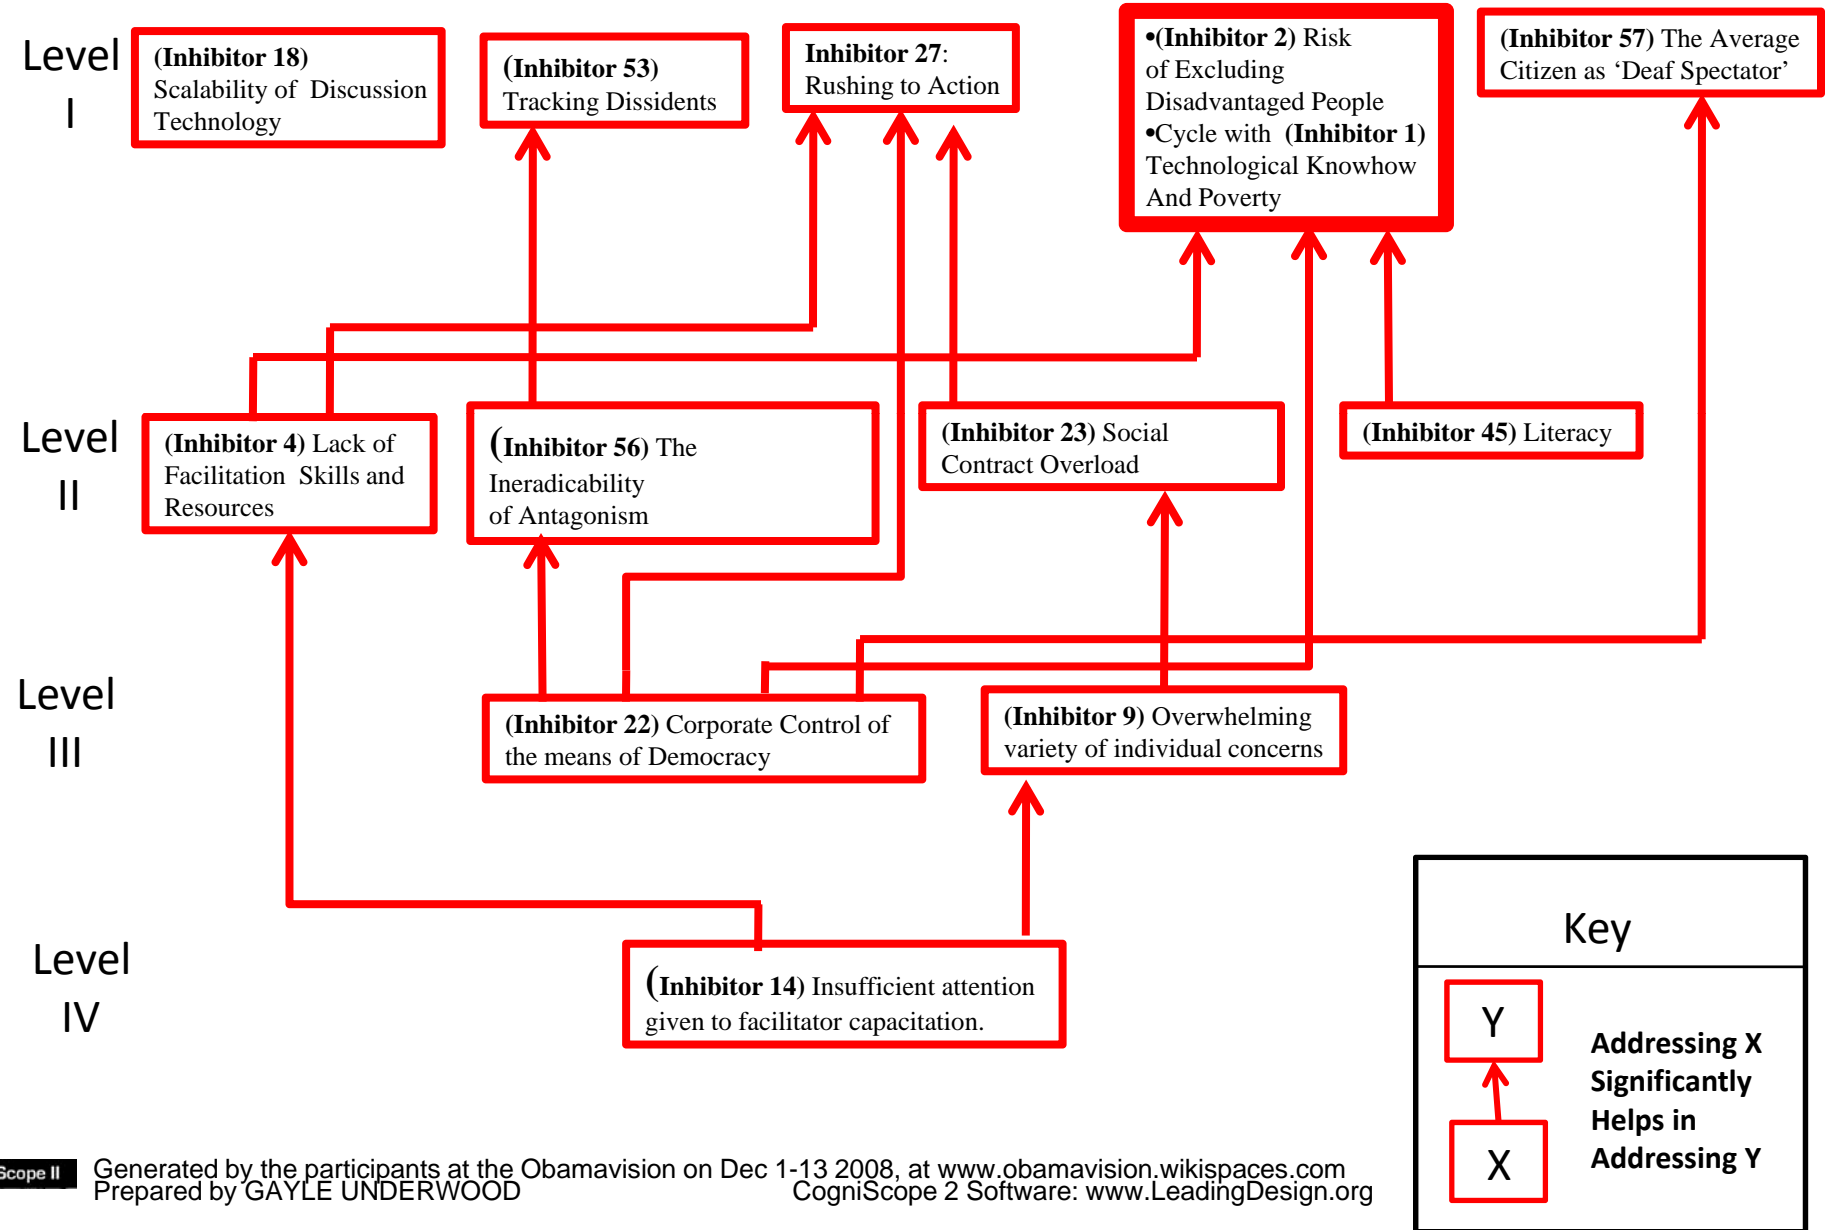 Level
I
(Inhibitor 18)
Scalability of Discussion
Technology
(Inhibitor 53)
Tracking Dissidents
Inhibitor 27:
Rushing to Action
•(Inhibitor 2) Risk
of Excluding
Disadvantaged People
•Cycle with (Inhibitor 1)
Technological Knowhow
And Poverty
(Inhibitor 57) The Average
Citizen as ‘Deaf Spectator’
Level
II
(Inhibitor 4) Lack of
Facilitation Skills and
Resources
(Inhibitor 56) The
Ineradicability
of Antagonism
(Inhibitor 23) Social
Contract Overload
(Inhibitor 45) Literacy
Level
III
(Inhibitor 22) Corporate Control of
the means of Democracy
(Inhibitor 9) Overwhelming
variety of individual concerns
Level
IV
(Inhibitor 14) Insufficient attention
given to facilitator capacitation.
Key
Y
X
Addressing X
Significantly
Helps in
Addressing Y
Scope II
Generated by the participants at the Obamavision on Dec 1-13 2008, at www.obamavision.wikispaces.com
Prepared by GAYLE UNDERWOOD CogniScope 2 Software: www.LeadingDesign.org